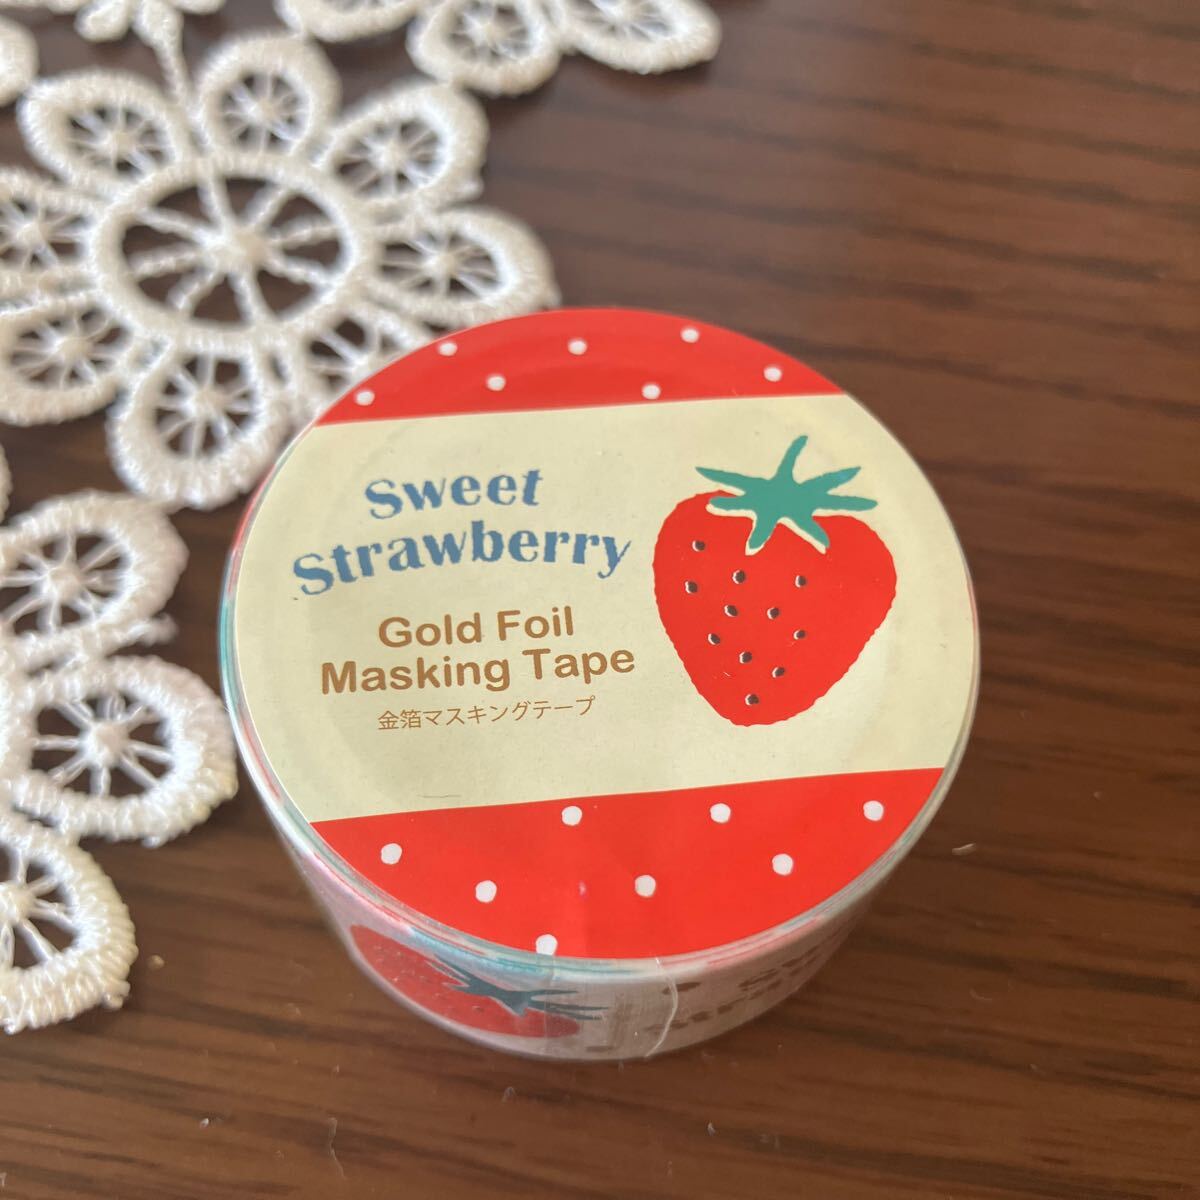 Sweet
Strawberry
Gold Foil
Masking Tape
金箔マスキングテープ